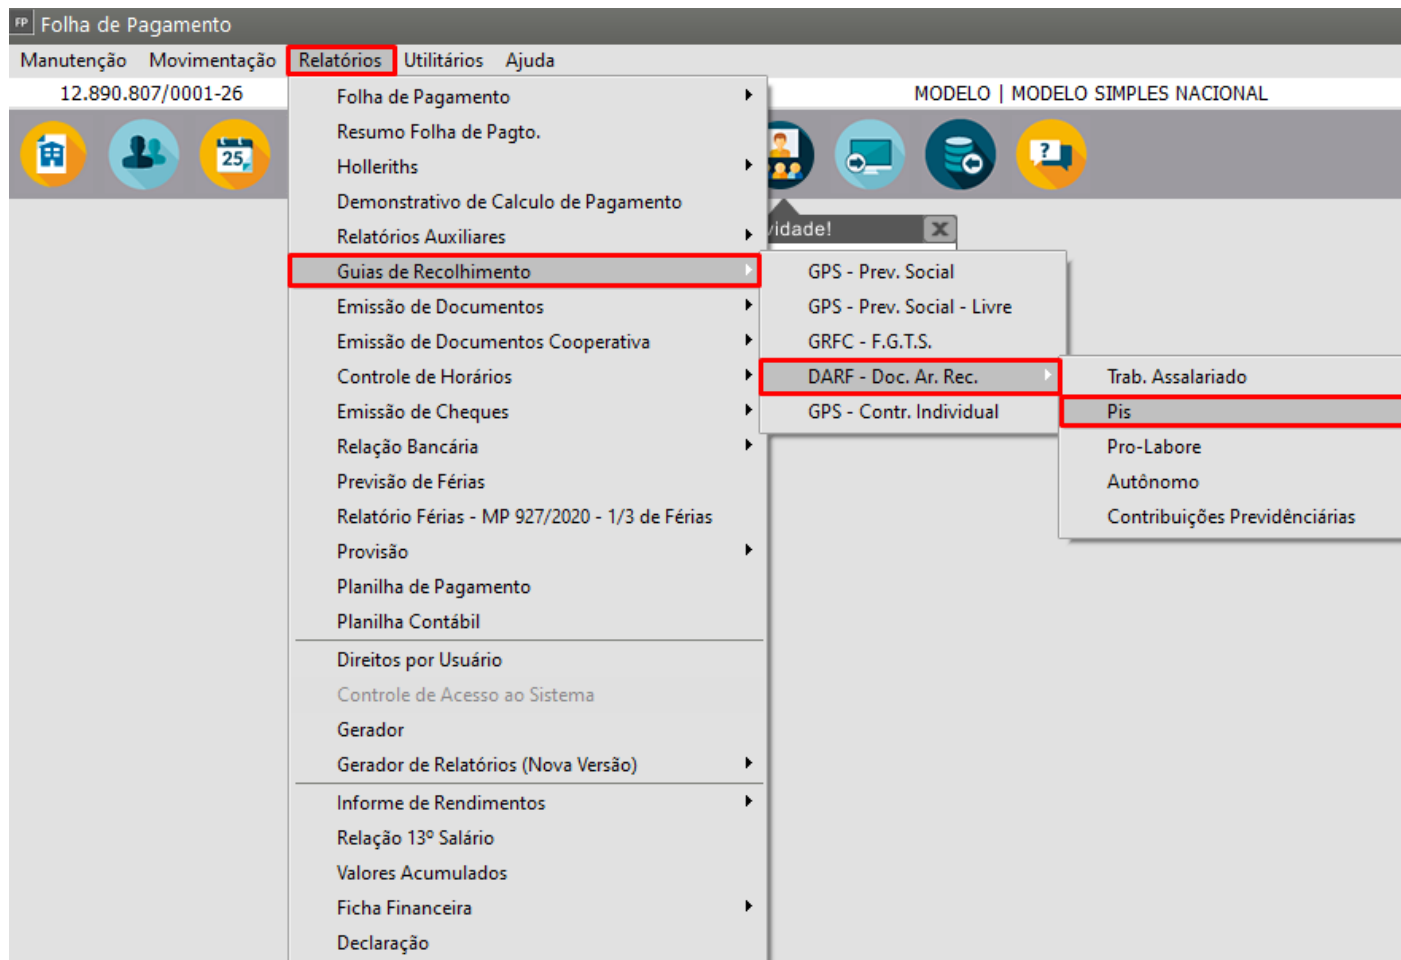 FP Folha de Pagamento
Manutenção Movimentação Relatórios Utilitários Ajuda
12.890.807/0001-26 MODELO | MODELO SIMPLES NACIONAL
25
?
Folha de Pagamento
Resumo Folha de Pagto.
Holleriths
Demonstrativo de Calculo de Pagamento
Relatórios Auxiliares
Guias de Recolhimento
Emissão de Documentos
Emissão de Documentos Cooperativa
Controle de Horários
Emissão de Cheques
Relação Bancária
Previsão de Férias
Relatório Férias - MP 927/2020 - 1/3 de Férias
Provisão
Planilha de Pagamento
Planilha Contábil
Direitos por Usuário
Controle de Acesso ao Sistema
Gerador
Gerador de Relatórios (Nova Versão)
Informe de Rendimentos
Relação 13º Salário
Valores Acumulados
Ficha Financeira
Declaração
vidade! X
GPS - Prev. Social
GPS - Prev. Social - Livre
GRFC - F.G.T.S.
DARF - Doc. Ar. Rec.
GPS - Contr. Individual
Trab. Assalariado
Pis
Pro-Labore
Autônomo
Contribuições Previdênciárias